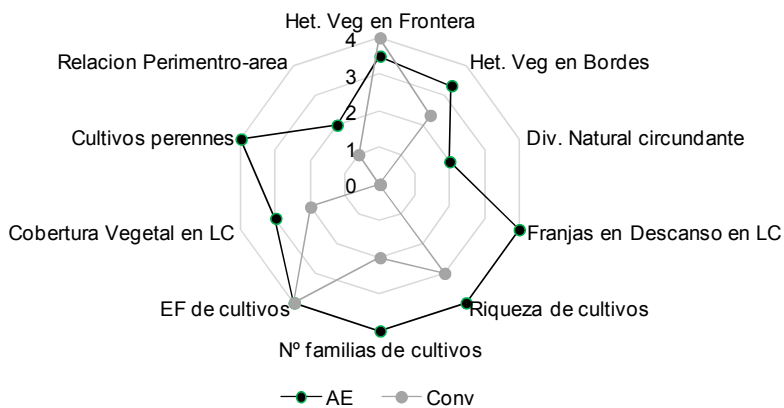 Het. Veg en Frontera
Relacion Perimentro-area
Het. Veg en Bordes
Cultivos perennes
Div. Natural circundante
Cobertura Vegetal en LC
Franjas en Descanso en LC
EF de cultivos
Riqueza de cultivos
Nº familias de cultivos
4
3
2
1
0
AE
Conv